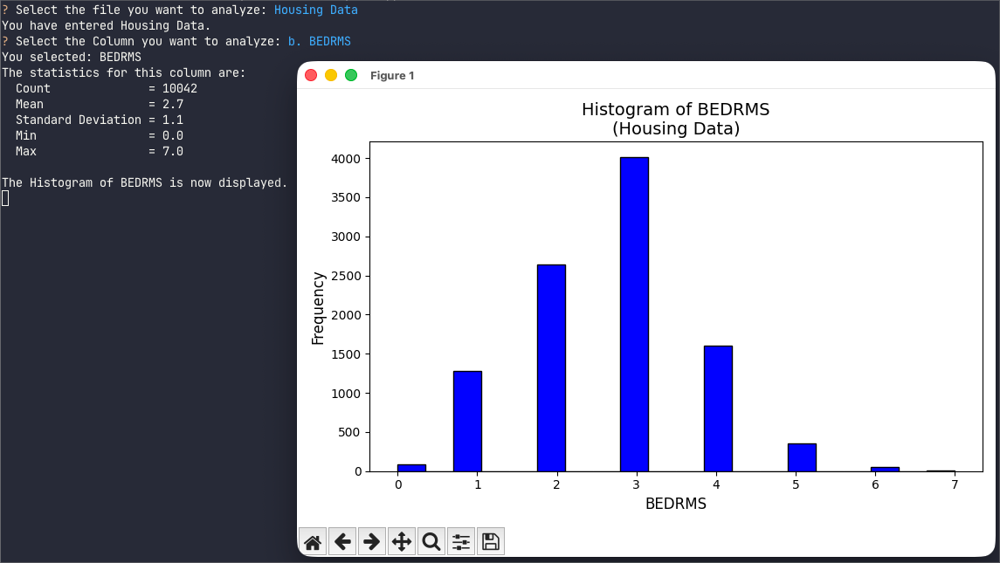 ? Select the file you want to analyze: Housing Data
You have entered Housing Data.
? Select the Column you want to analyze: b. BEDRMS
You selected: BEDRMS
The statistics for this column are:
Count = 10042
Mean = 2.7
Standard Deviation = 1.1
Min = 0.0
Max = 7.0
The Histogram of BEDRMS is now displayed.
Figure 1
Histogram of BEDRMS
(Housing Data)
Frequency
4000
3500
3000
2500
2000
1500
1000
500
0
0 1 2 3 4 5 6 7
BEDRMS